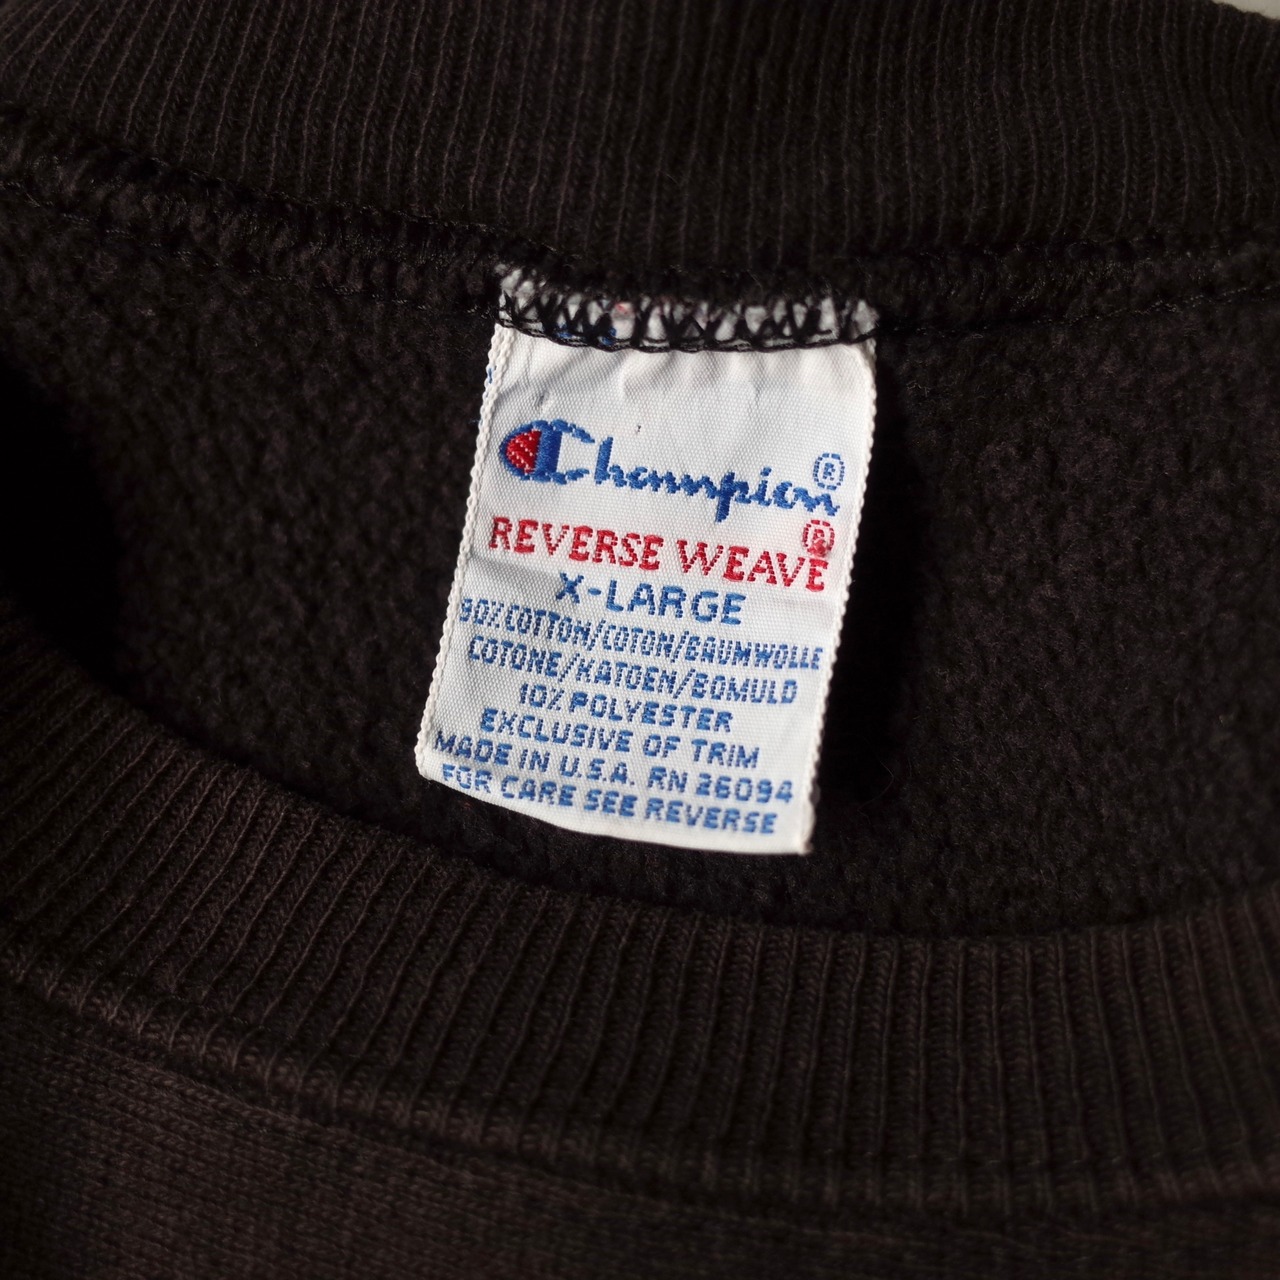 Champion®
REVERSE WEAVE®
X-LARGE
90% COTTON/COTON/BAUMWOLLE
COTONE/KATOEN/BOMULD
10% POLYESTER
EXCLUSIVE OF TRIM
MADE IN U.S.A. RN 26094
FOR CARE SEE REVERSE